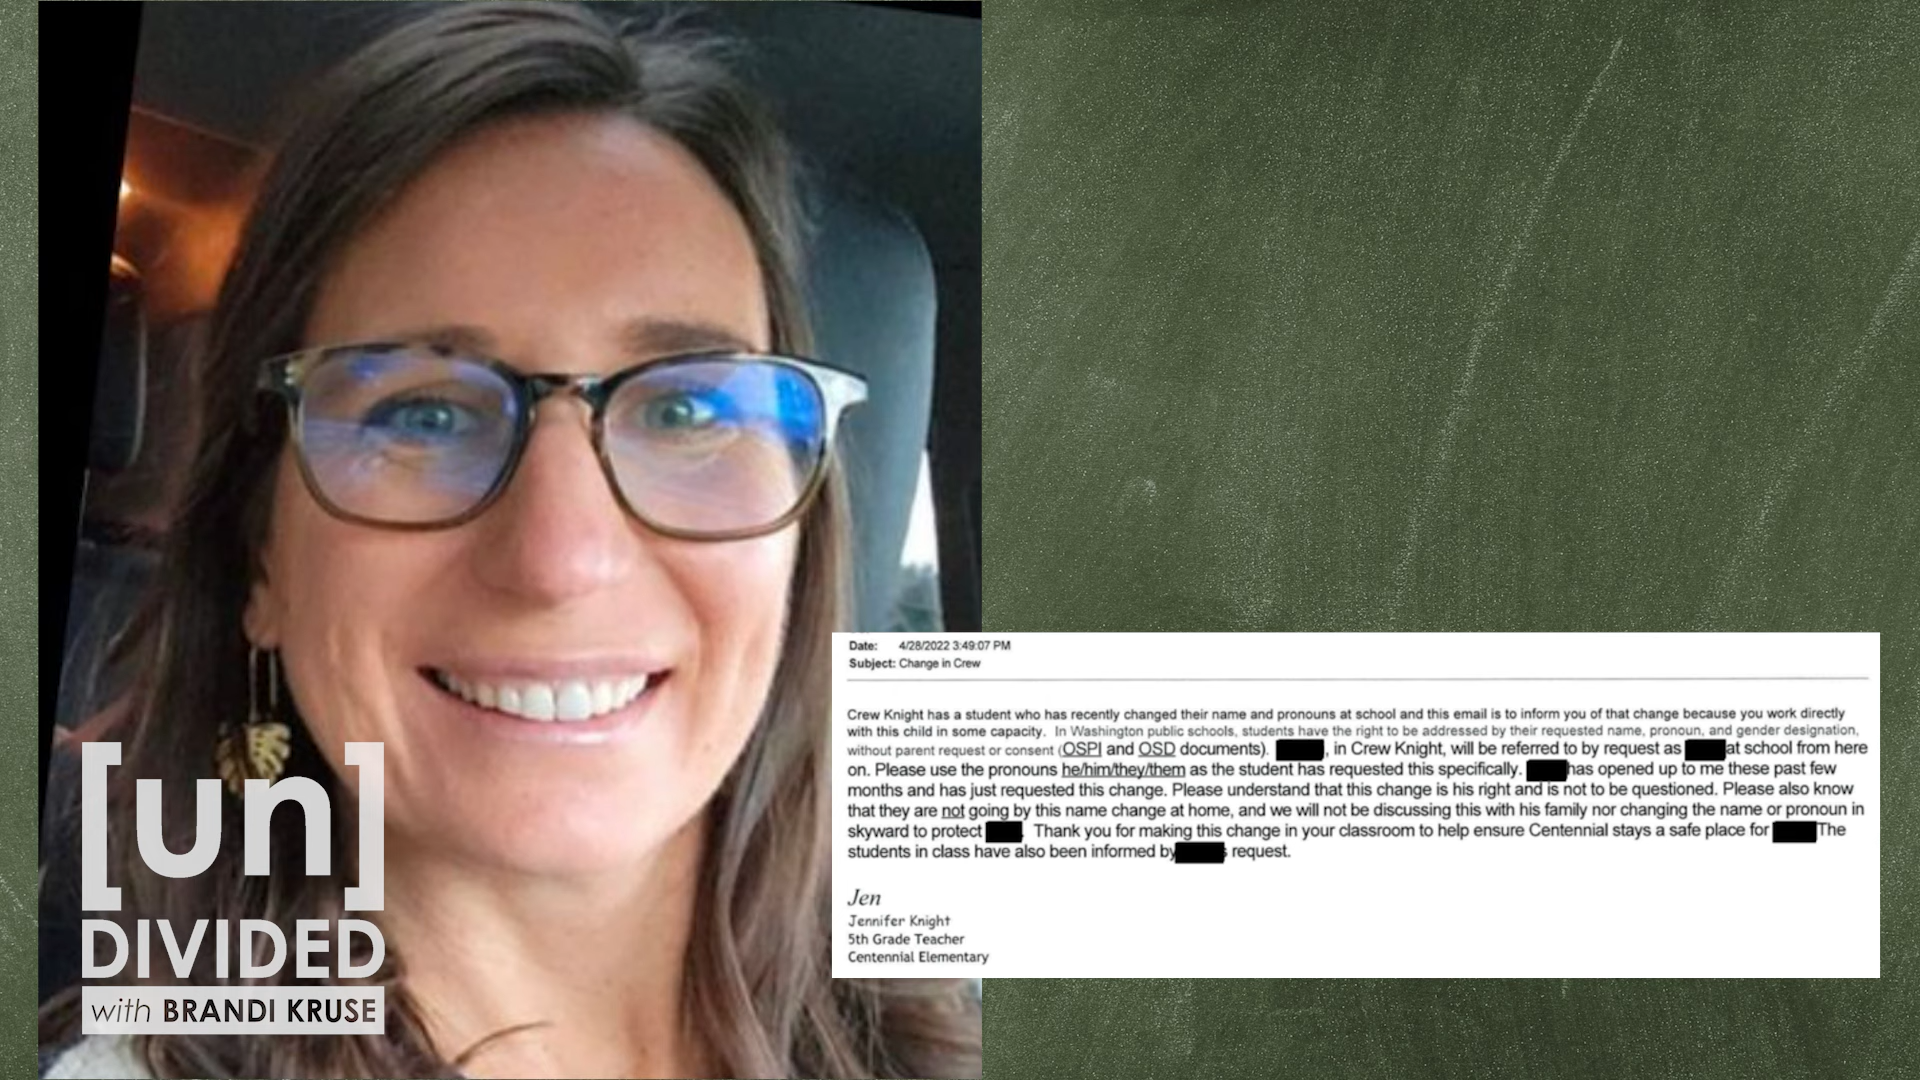 [un]
DIVIDED
with BRANDI KRUSE
Date: 4/28/2022 3:49:07 PM
Subject: Change in Crew
Crew Knight has a student who has recently changed their name and pronouns at school and this email is to inform you of that change because you work directly
with this child in some capacity. In Washington public schools, students have the right to be addressed by their requested name, pronoun, and gender designation,
without parent request or consent (OSPI and OSD documents). , in Crew Knight, will be referred to by request as at school from here
on. Please use the pronouns he/him/they/them as the student has requested this specifically. has opened up to me these past few
months and has just requested this change. Please understand that this change is his right and is not to be questioned. Please also know
that they are not going by this name change at home, and we will not be discussing this with his family nor changing the name or pronoun in
skyward to protect . Thank you for making this change in your classroom to help ensure Centennial stays a safe place for The
students in class have also been informed by s request.
Jen
Jennifer Knight
5th Grade Teacher
Centennial Elementary